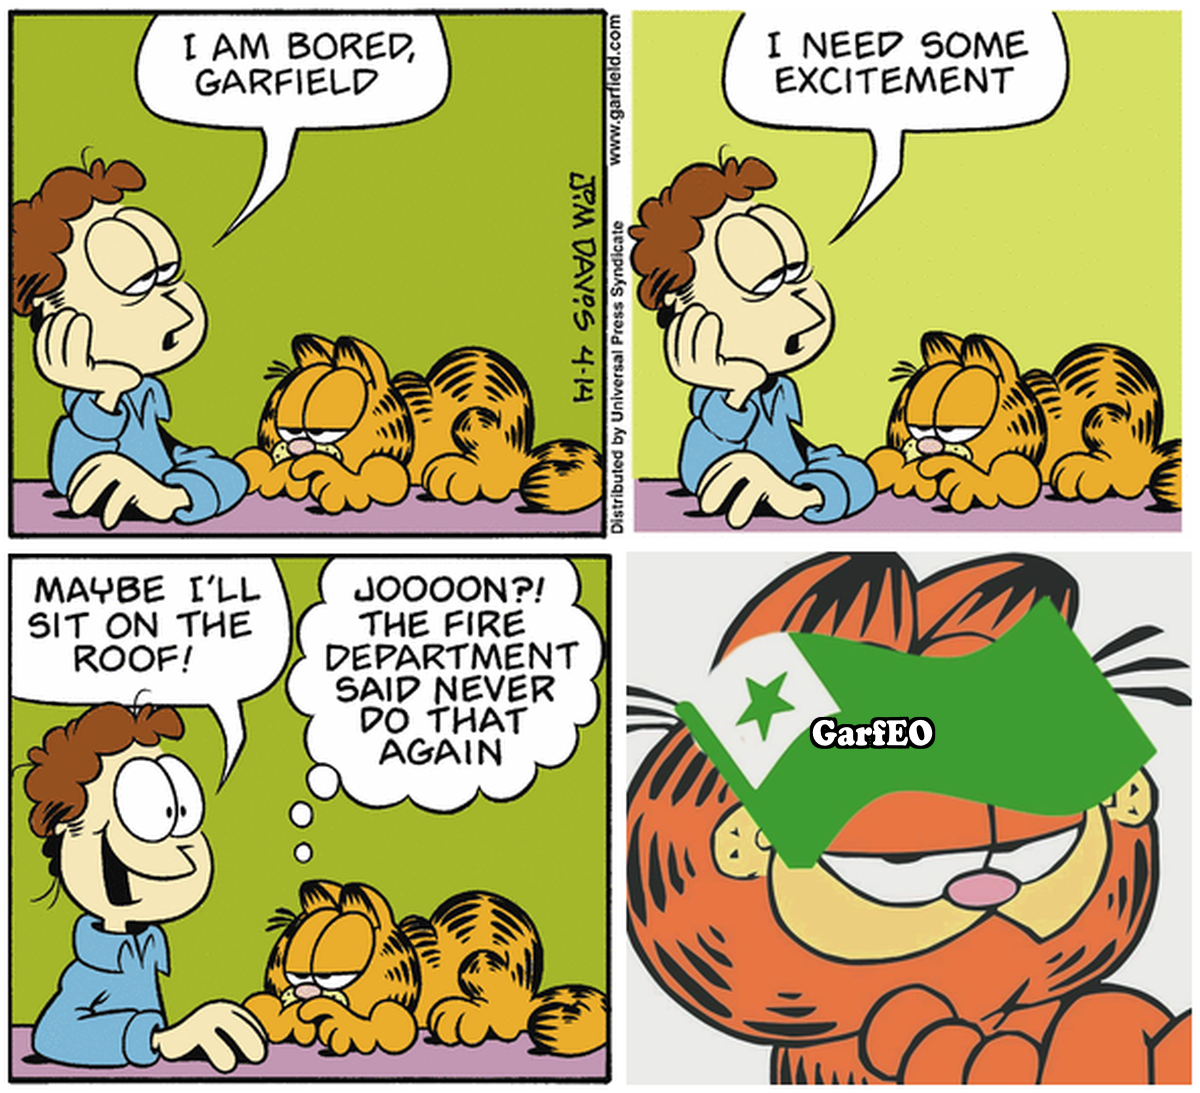 I AM BORED,
GARFIELD
JIM DAVIS 4-14
www.garfield.com
Distributed by Universal Press Syndicate
I NEED SOME
EXCITEMENT
MAYBE I'LL
SIT ON THE
ROOF!
JOOOON?!
THE FIRE
DEPARTMENT
SAID NEVER
DO THAT
AGAIN
GarfEO